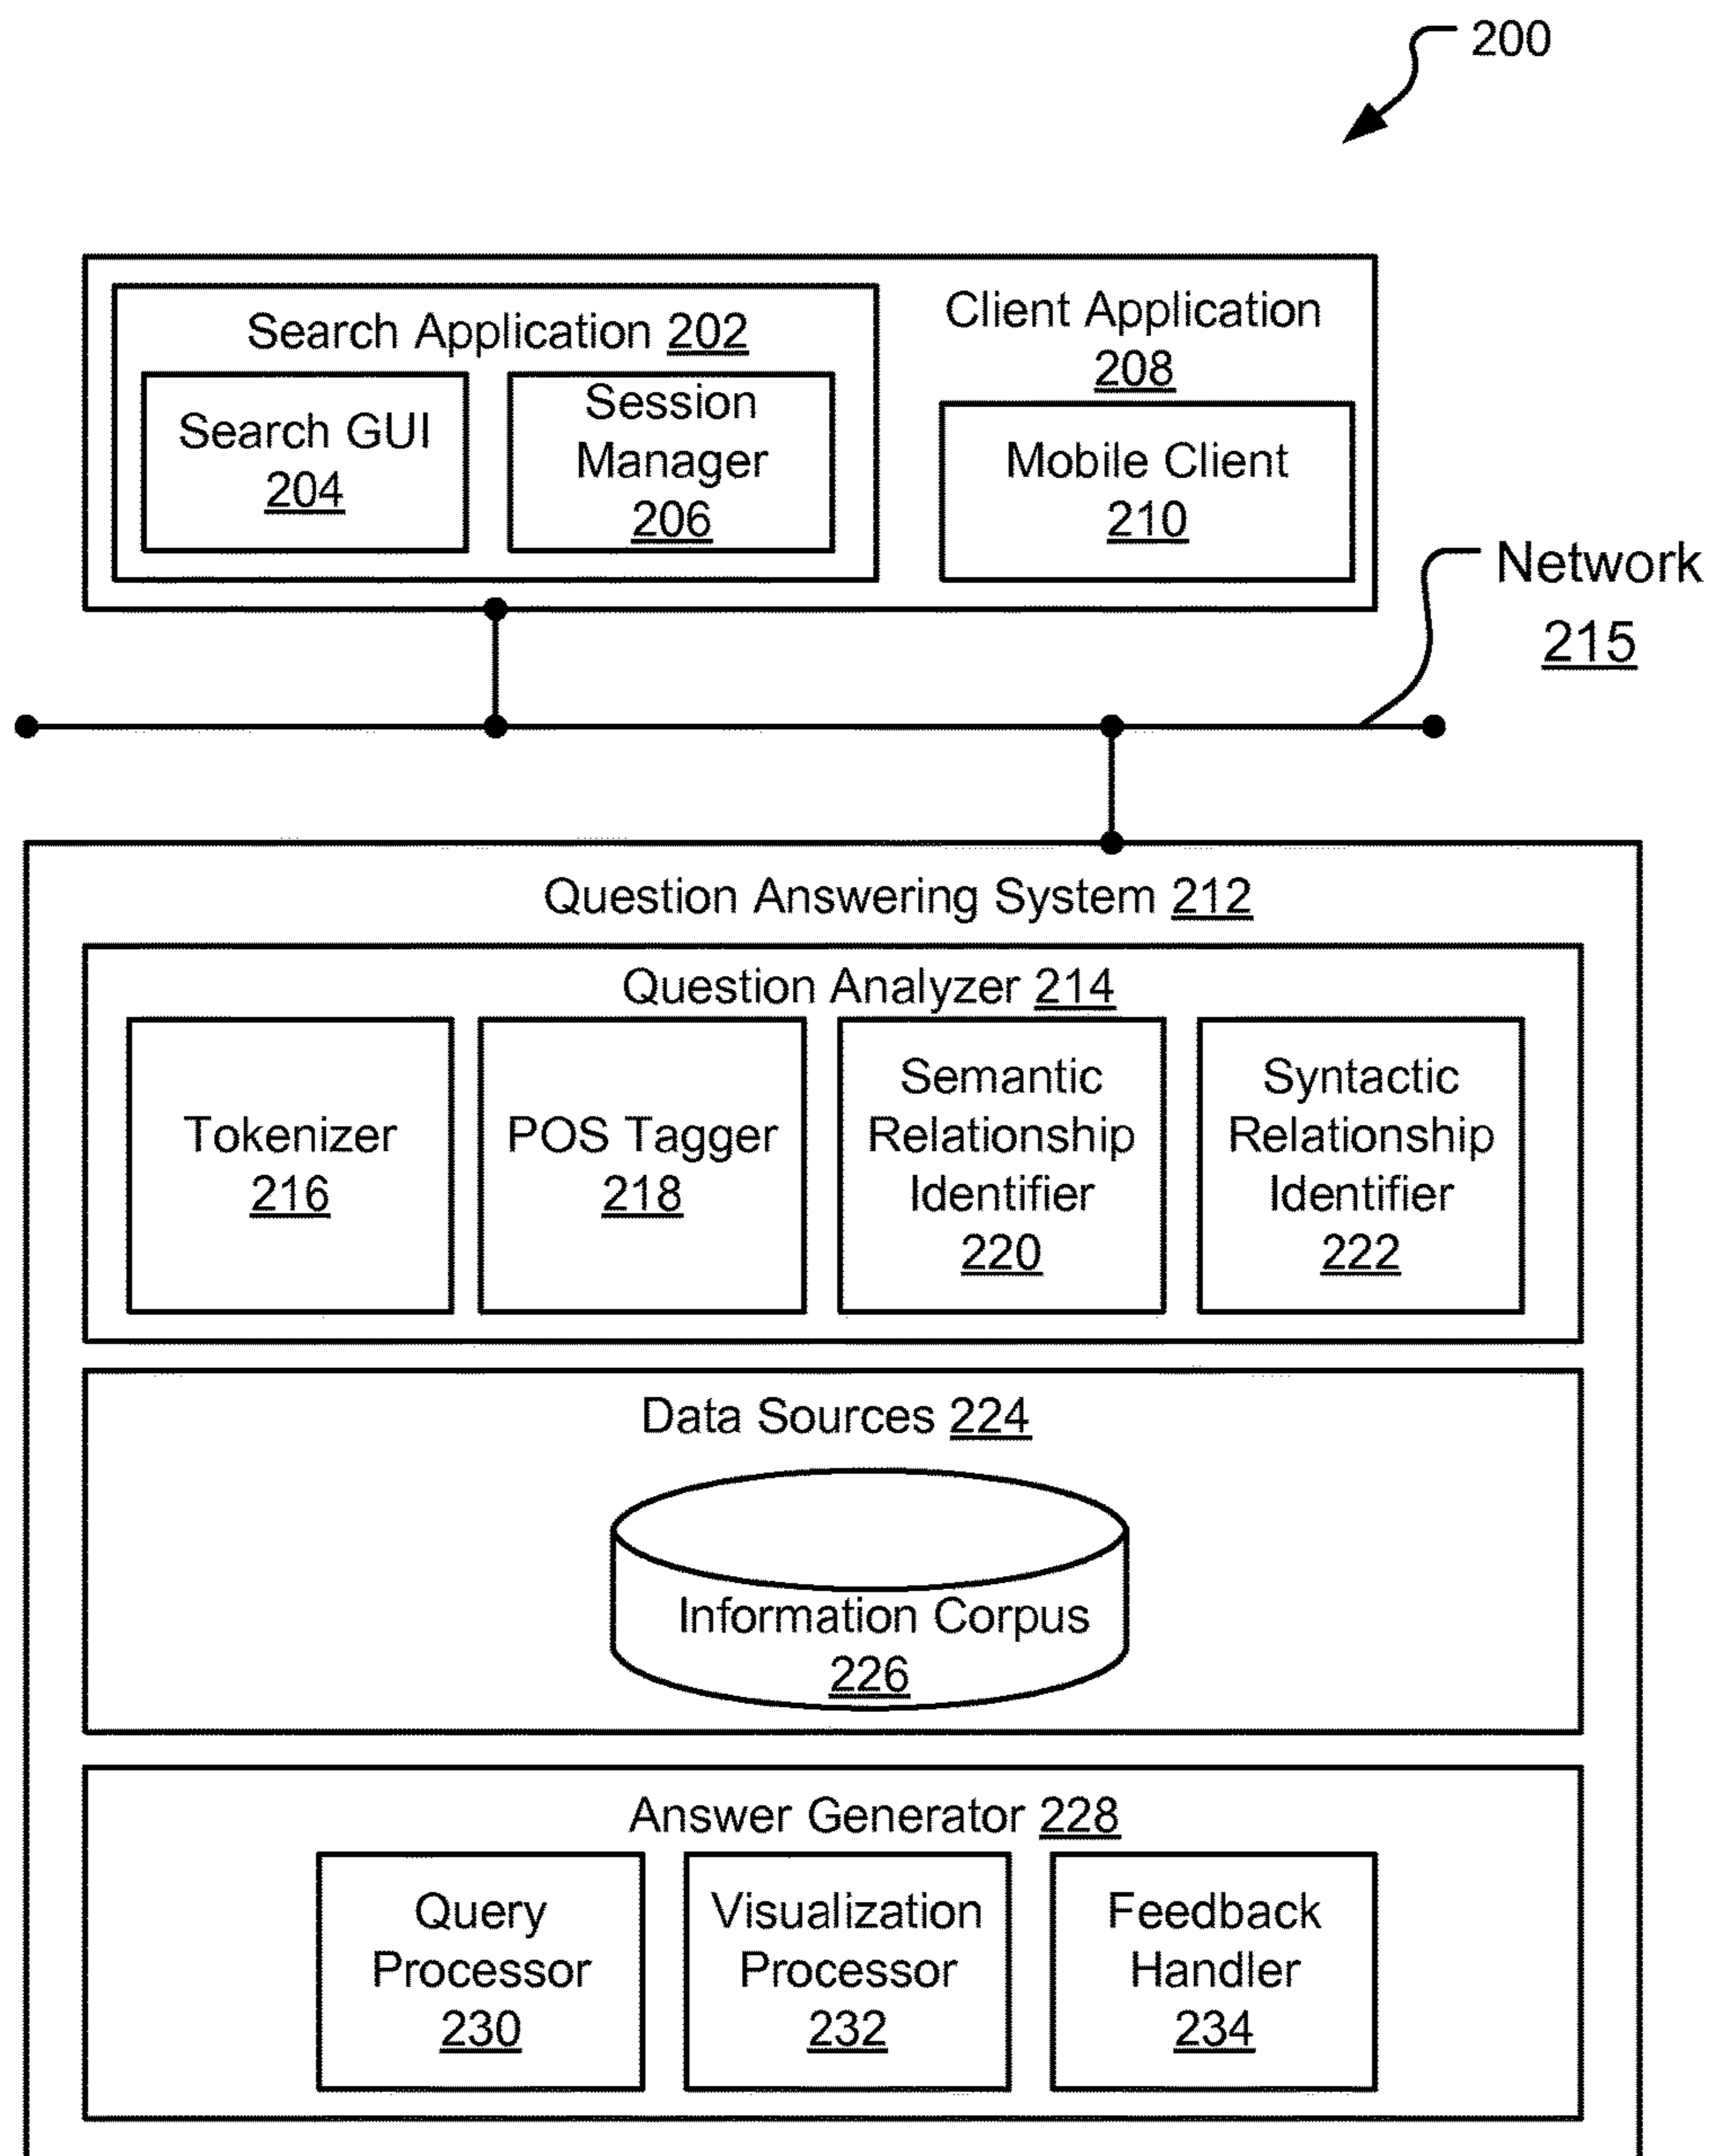 200
Search Application 202
Search GUI
204
Session
Manager
206
Client Application
208
Mobile Client
210
Network
215
Question Answering System 212
Question Analyzer 214
Tokenizer
216
POS Tagger
218
Semantic
Relationship
Identifier
220
Syntactic
Relationship
Identifier
222
Data Sources 224
Information Corpus
226
Answer Generator 228
Query
Processor
230
Visualization
Processor
232
Feedback
Handler
234